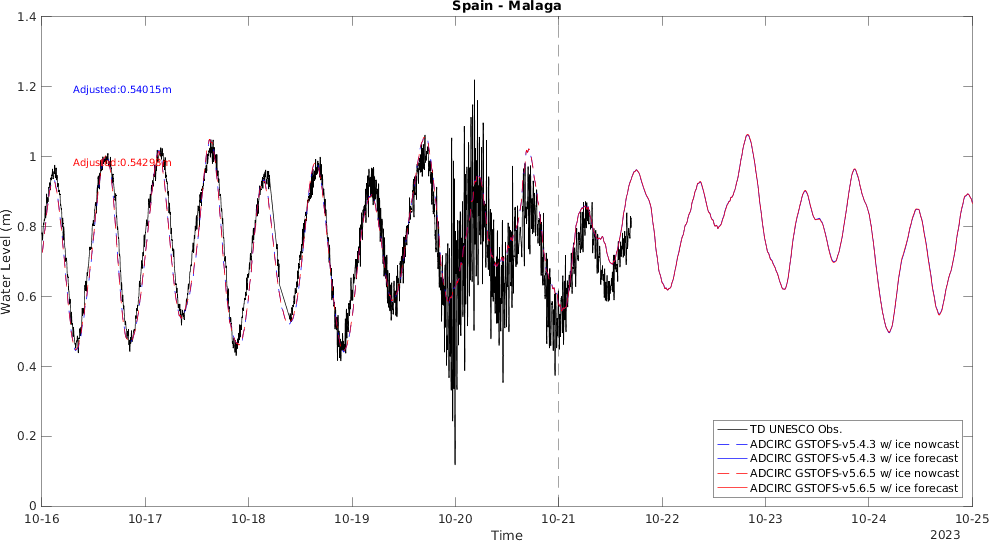 Spain - Malaga
1.4
1.2
1
0.8
0.6
0.4
0.2
0
Water Level (m)
Adjusted:0.54015m
Adjusted:0.54295m
TD UNESCO Obs.
ADCIRC GSTOFS-v5.4.3 w/ ice nowcast
ADCIRC GSTOFS-v5.4.3 w/ ice forecast
ADCIRC GSTOFS-v5.6.5 w/ ice nowcast
ADCIRC GSTOFS-v5.6.5 w/ ice forecast
10-16 10-17 10-18 10-19 10-20 10-21 10-22 10-23 10-24 10-25
Time
2023